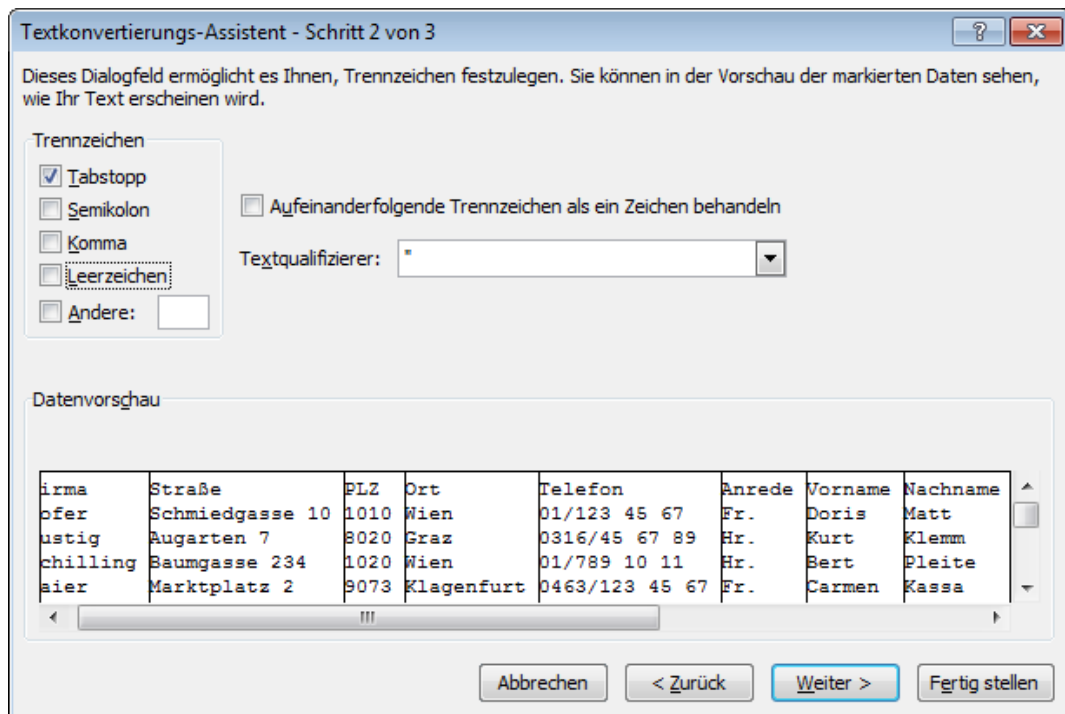 Textkonvertierungs-Assistent - Schritt 2 von 3
Dieses Dialogfeld ermöglicht es Ihnen, Trennzeichen festzulegen. Sie können in der Vorschau der markierten Daten sehen,
wie Ihr Text erscheinen wird.
Trennzeichen
Tabstopp
Semikolon
Komma
Leerzeichen
Andere:
Aufeinanderfolgende Trennzeichen als ein Zeichen behandeln
Textqualifizierer: "
Datenvorschau
irma Straße PLZ Ort Telefon Anrede Vorname Nachname
ofer Schmiedgasse 10 1010 Wien 01/123 45 67 Fr. Doris Matt
ustig Augarten 7 8020 Graz 0316/45 67 89 Hr. Kurt Klemm
chilling Baumgasse 234 1020 Wien 01/789 10 11 Hr. Bert Pleite
aier Marktplatz 2 9073 Klagenfurt 0463/123 45 67 Fr. Carmen Kassa
Abbrechen < Zurück Weiter > Fertig stellen